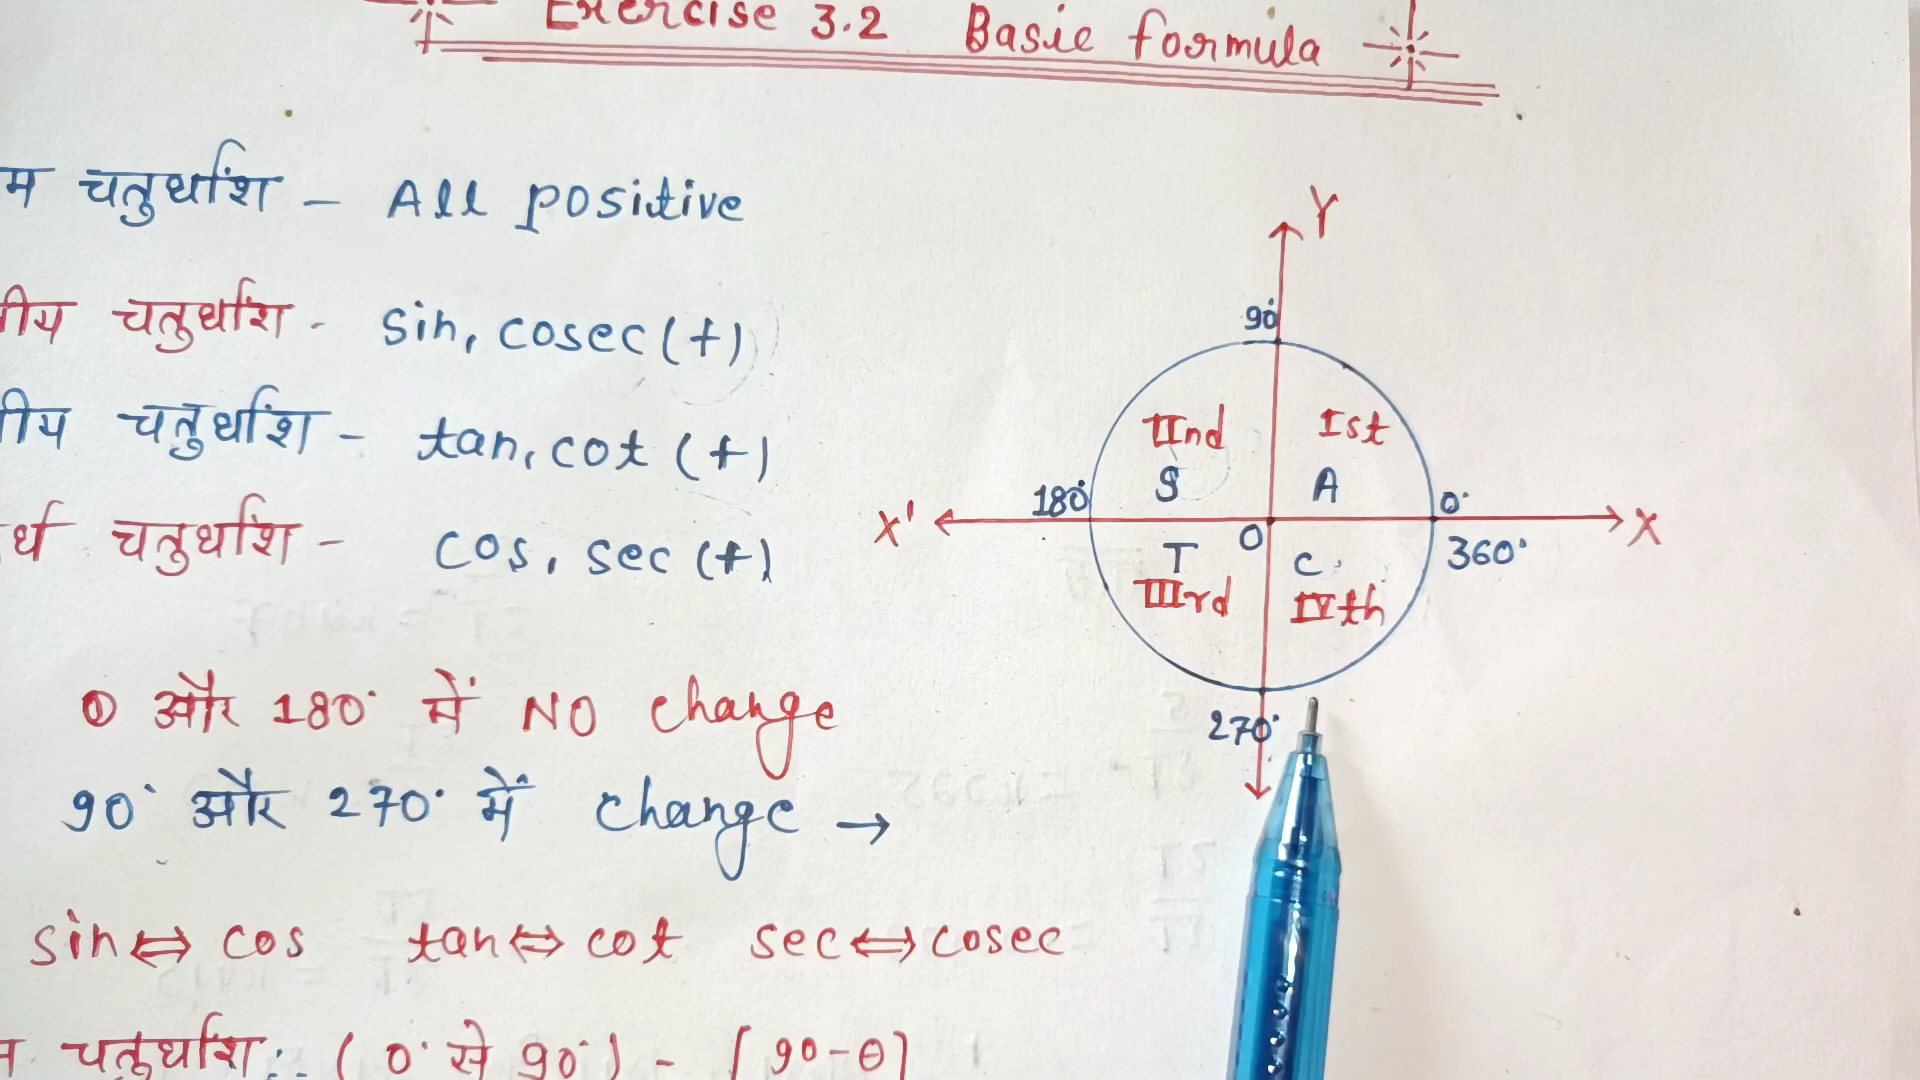 Exercise 3.2 Basic formula
चतुर्थांश - All positive
चतुर्थांश - sin, cosec (+)
चतुर्थांश - tan, cot (+)
चतुर्थांश - cos, sec (+)
① और 180° में NO change
90° और 270° में change →
sin⇔cos tan⇔cot sec⇔cosec
चतुर्थांश: (0° से 90°) - [90-θ]
Y
90°
IInd Ist
S A
180° 0°
X' O X
T C 360°
IIIrd IVth
270°